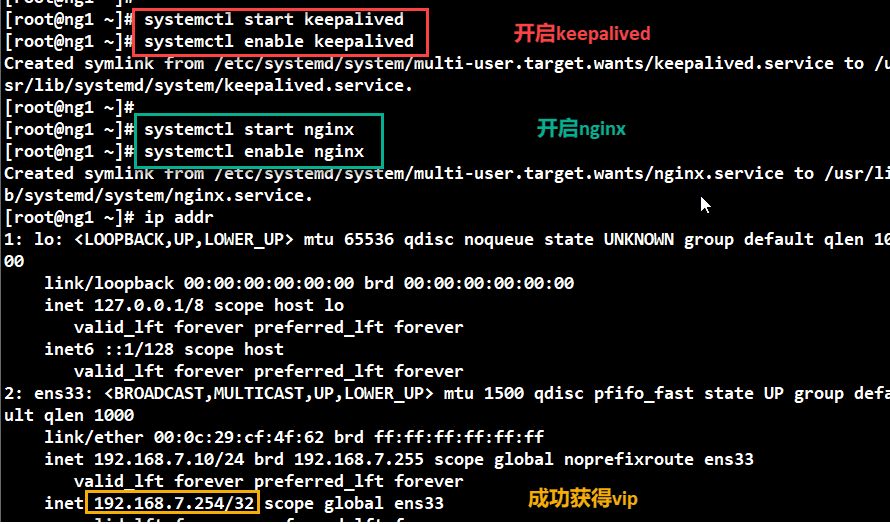 [root@ng1 ~]# systemctl start keepalived
[root@ng1 ~]# systemctl enable keepalived 开启keepalived
Created symlink from /etc/systemd/system/multi-user.target.wants/keepalived.service to /u
sr/lib/systemd/system/keepalived.service.
[root@ng1 ~]#
[root@ng1 ~]# systemctl start nginx 开启nginx
[root@ng1 ~]# systemctl enable nginx
Created symlink from /etc/systemd/system/multi-user.target.wants/nginx.service to /usr/li
b/systemd/system/nginx.service.
[root@ng1 ~]# ip addr
1: lo: <LOOPBACK,UP,LOWER_UP> mtu 65536 qdisc noqueue state UNKNOWN group default qlen 10
00
link/loopback 00:00:00:00:00:00 brd 00:00:00:00:00:00
inet 127.0.0.1/8 scope host lo
valid_lft forever preferred_lft forever
inet6 ::1/128 scope host
valid_lft forever preferred_lft forever
2: ens33: <BROADCAST,MULTICAST,UP,LOWER_UP> mtu 1500 qdisc pfifo_fast state UP group defa
ult qlen 1000
link/ether 00:0c:29:cf:4f:62 brd ff:ff:ff:ff:ff:ff
inet 192.168.7.10/24 brd 192.168.7.255 scope global noprefixroute ens33
valid_lft forever preferred_lft forever
inet 192.168.7.254/32 scope global ens33 成功获得vip